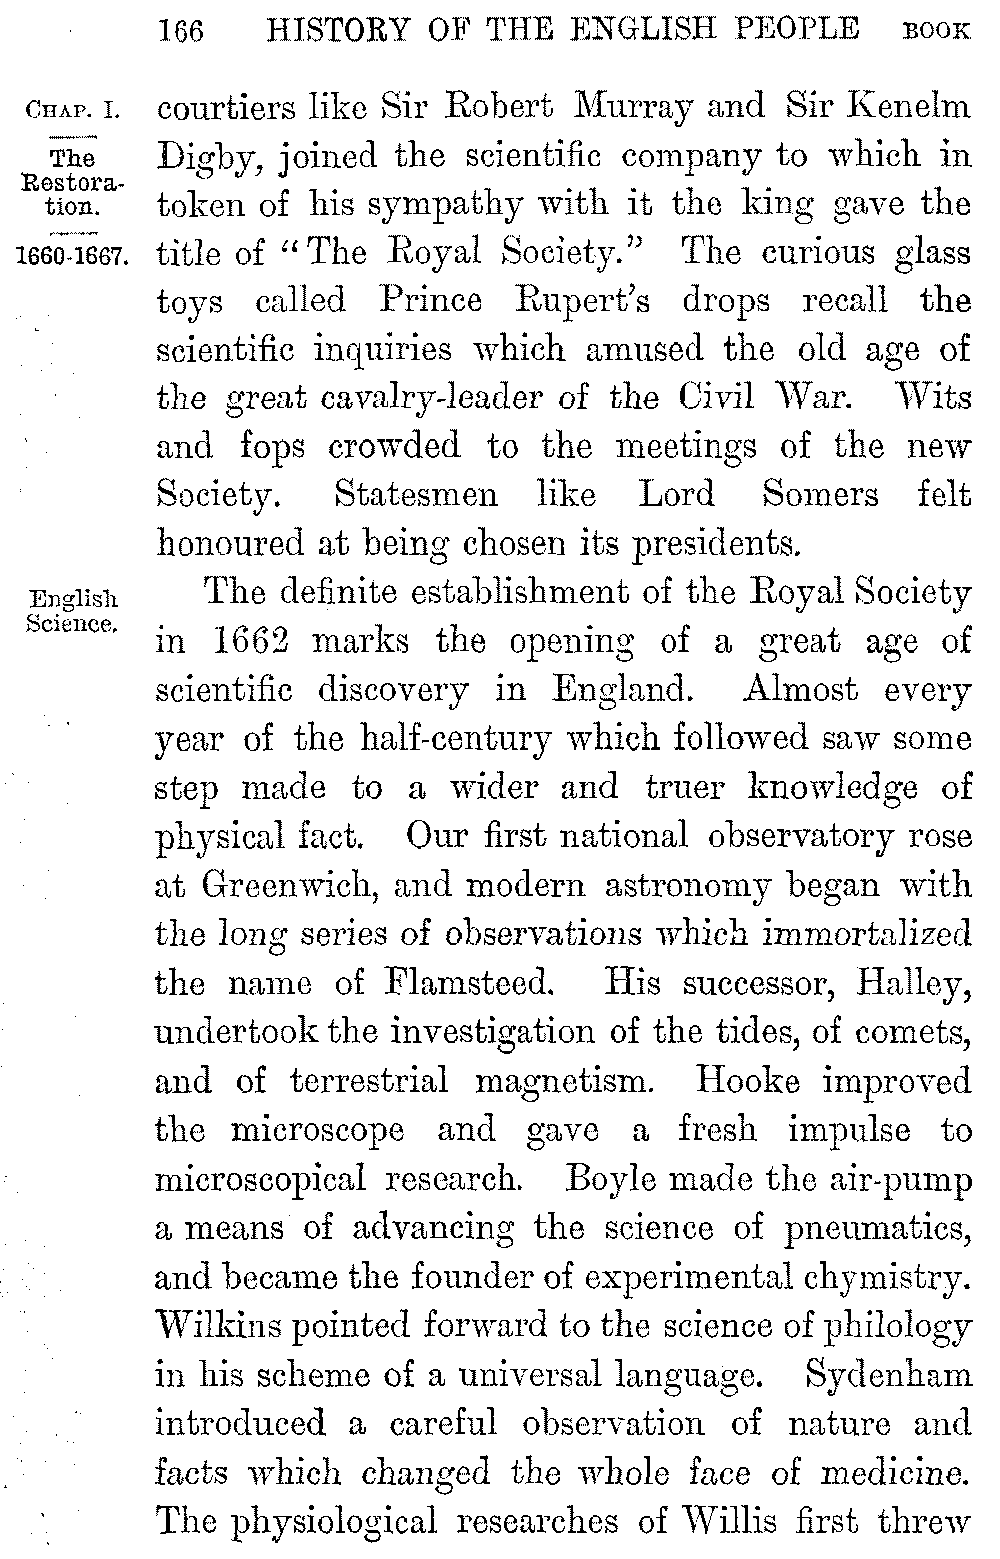 166 HISTORY OF THE ENGLISH PEOPLE BOOK
CHAP. I.
The
Restora-
tion.
1660-1667.
courtiers like Sir Robert Murray and Sir Kenelm
Digby, joined the scientific company to which in
token of his sympathy with it the king gave the
title of “The Royal Society.” The curious glass
toys called Prince Rupert's drops recall the
scientific inquiries which amused the old age of
the great cavalry-leader of the Civil War. Wits
and fops crowded to the meetings of the new
Society. Statesmen like Lord Somers felt
honoured at being chosen its presidents.
English
Science.
The definite establishment of the Royal Society
in 1662 marks the opening of a great age of
scientific discovery in England. Almost every
year of the half-century which followed saw some
step made to a wider and truer knowledge of
physical fact. Our first national observatory rose
at Greenwich, and modern astronomy began with
the long series of observations which immortalized
the name of Flamsteed. His successor, Halley,
undertook the investigation of the tides, of comets,
and of terrestrial magnetism. Hooke improved
the microscope and gave a fresh impulse to
microscopical research. Boyle made the air-pump
a means of advancing the science of pneumatics,
and became the founder of experimental chymistry.
Wilkins pointed forward to the science of philology
in his scheme of a universal language. Sydenham
introduced a careful observation of nature and
facts which changed the whole face of medicine.
The physiological researches of Willis first threw